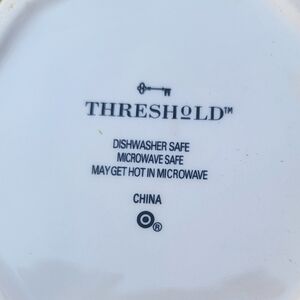 THRESHOLD™
DISHWASHER SAFE
MICROWAVE SAFE
MAY GET HOT IN MICROWAVE
CHINA
®